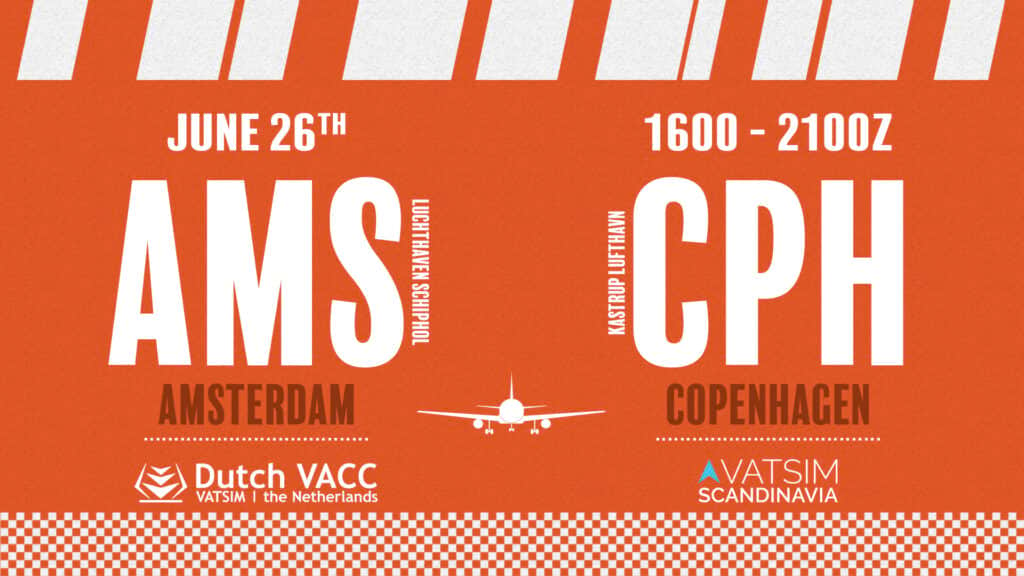 JUNE 26TH
1600 - 2100Z
AMS
LUCHTHAVEN SCHIPHOL
KASTRUP LUFTHAVN
CPH
AMSTERDAM
COPENHAGEN
Dutch VACC
VATSIM | the Netherlands
VATSIM
SCANDINAVIA